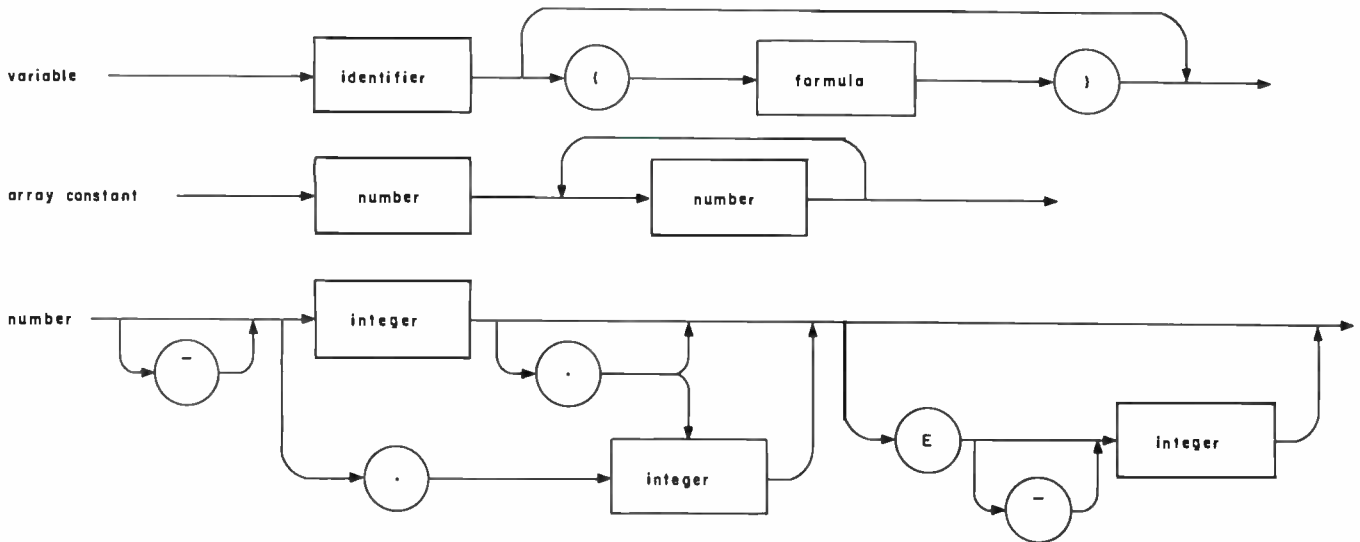 variable identifier ( formula )
array constant number number
number integer
- .
E integer
. integer
-